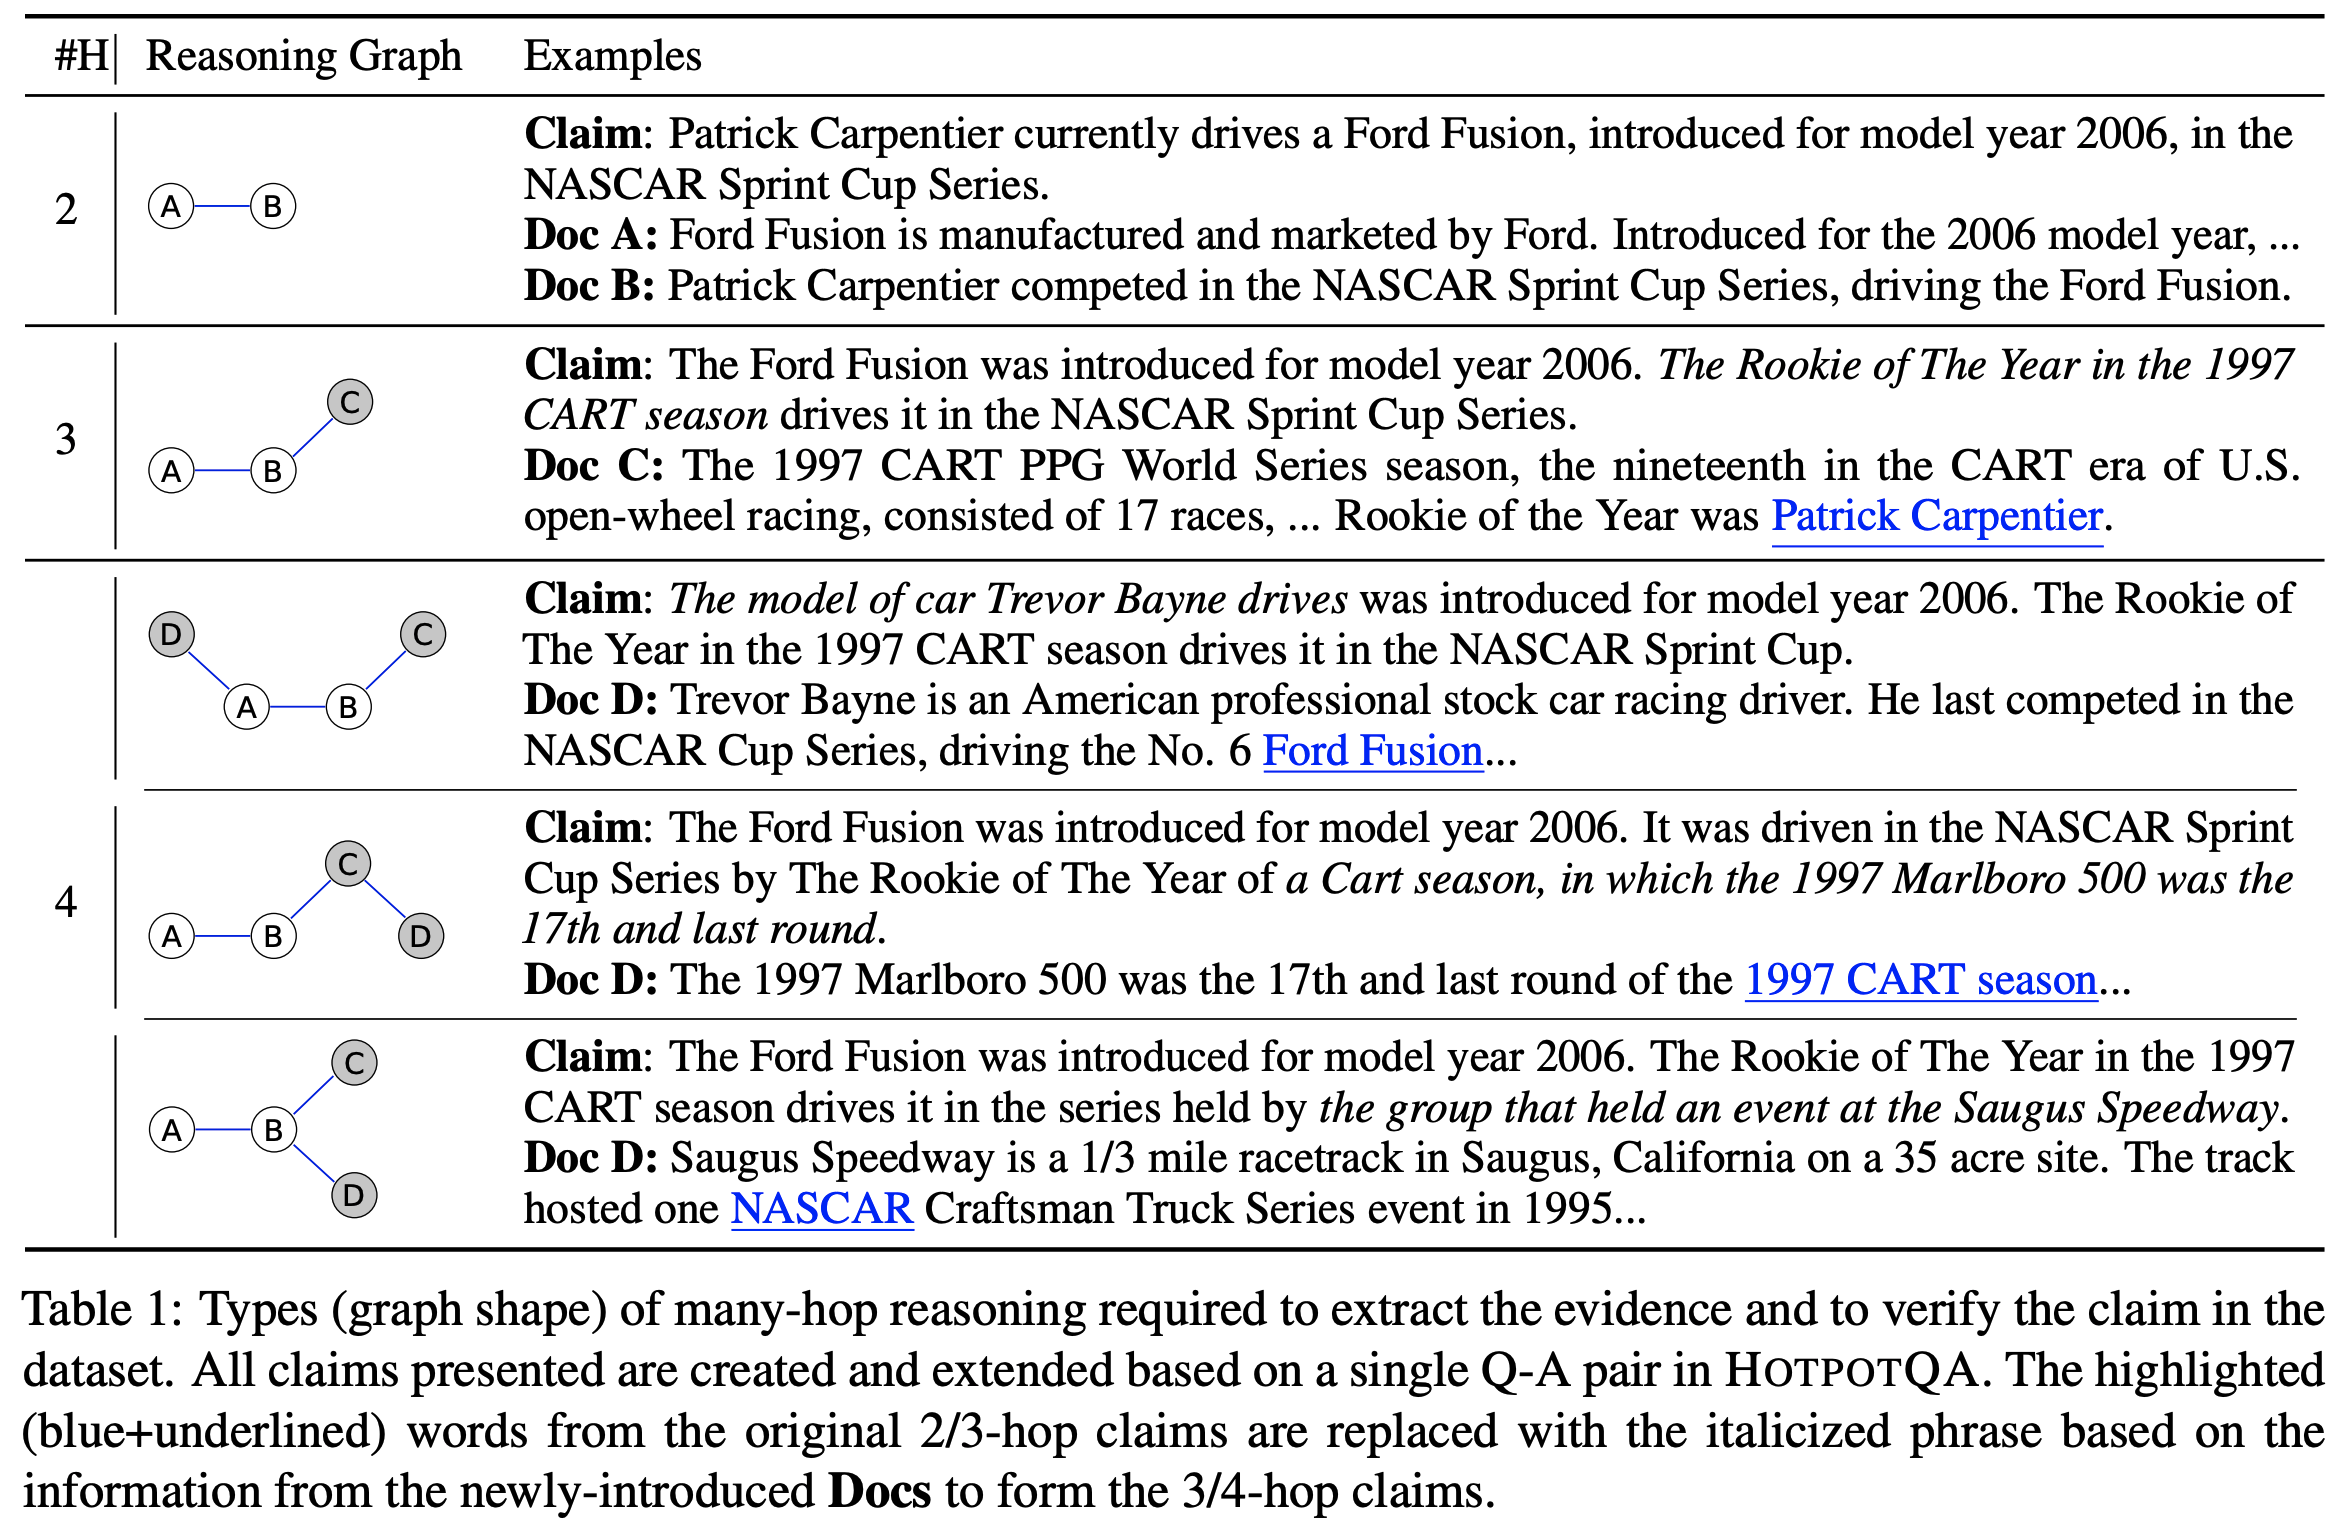 #H Reasoning Graph Examples
2
A B
Claim: Patrick Carpentier currently drives a Ford Fusion, introduced for model year 2006, in the
NASCAR Sprint Cup Series.
Doc A: Ford Fusion is manufactured and marketed by Ford. Introduced for the 2006 model year, ...
Doc B: Patrick Carpentier competed in the NASCAR Sprint Cup Series, driving the Ford Fusion.
3
C
A B
Claim: The Ford Fusion was introduced for model year 2006. The Rookie of The Year in the 1997
CART season drives it in the NASCAR Sprint Cup Series.
Doc C: The 1997 CART PPG World Series season, the nineteenth in the CART era of U.S.
open-wheel racing, consisted of 17 races, ... Rookie of the Year was Patrick Carpentier.
4
D C
A B
Claim: The model of car Trevor Bayne drives was introduced for model year 2006. The Rookie of
The Year in the 1997 CART season drives it in the NASCAR Sprint Cup.
Doc D: Trevor Bayne is an American professional stock car racing driver. He last competed in the
NASCAR Cup Series, driving the No. 6 Ford Fusion...
C
A B D
Claim: The Ford Fusion was introduced for model year 2006. It was driven in the NASCAR Sprint
Cup Series by The Rookie of The Year of a Cart season, in which the 1997 Marlboro 500 was the
17th and last round.
Doc D: The 1997 Marlboro 500 was the 17th and last round of the 1997 CART season...
C
A B
D
Claim: The Ford Fusion was introduced for model year 2006. The Rookie of The Year in the 1997
CART season drives it in the series held by the group that held an event at the Saugus Speedway.
Doc D: Saugus Speedway is a 1/3 mile racetrack in Saugus, California on a 35 acre site. The track
hosted one NASCAR Craftsman Truck Series event in 1995...
Table 1: Types (graph shape) of many-hop reasoning required to extract the evidence and to verify the claim in the
dataset. All claims presented are created and extended based on a single Q-A pair in HOTPOTQA. The highlighted
(blue+underlined) words from the original 2/3-hop claims are replaced with the italicized phrase based on the
information from the newly-introduced Docs to form the 3/4-hop claims.